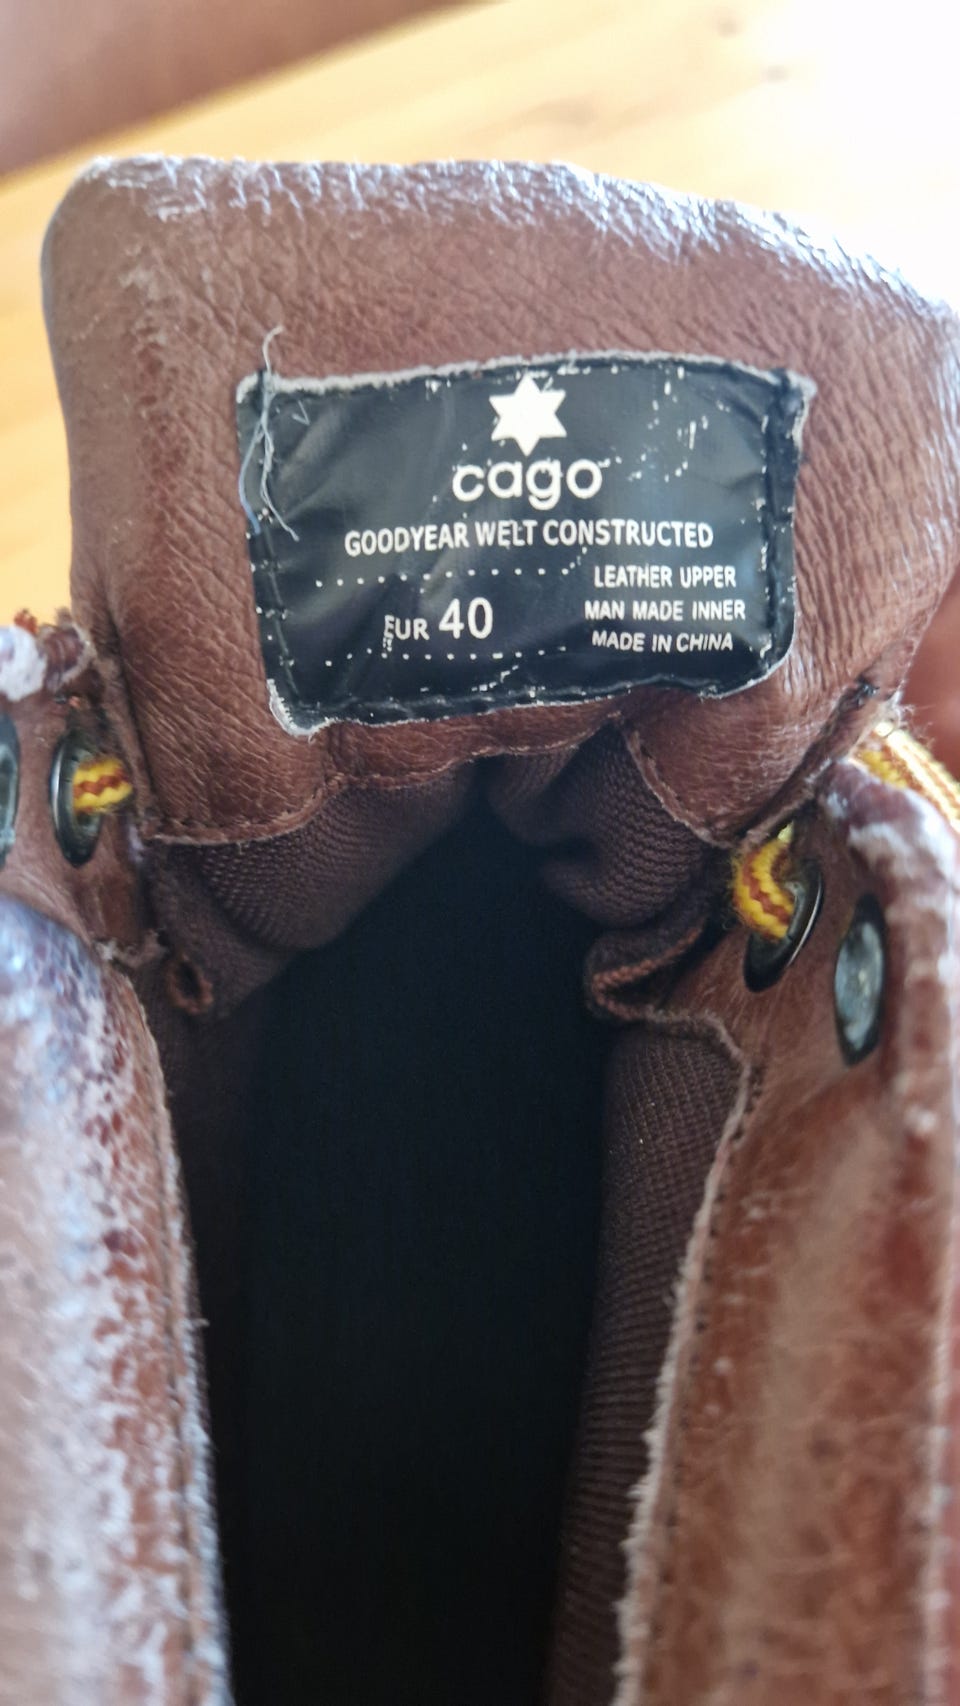 cago
GOODYEAR WELT CONSTRUCTED
LEATHER UPPER
EUR 40
MAN MADE INNER
MADE IN CHINA